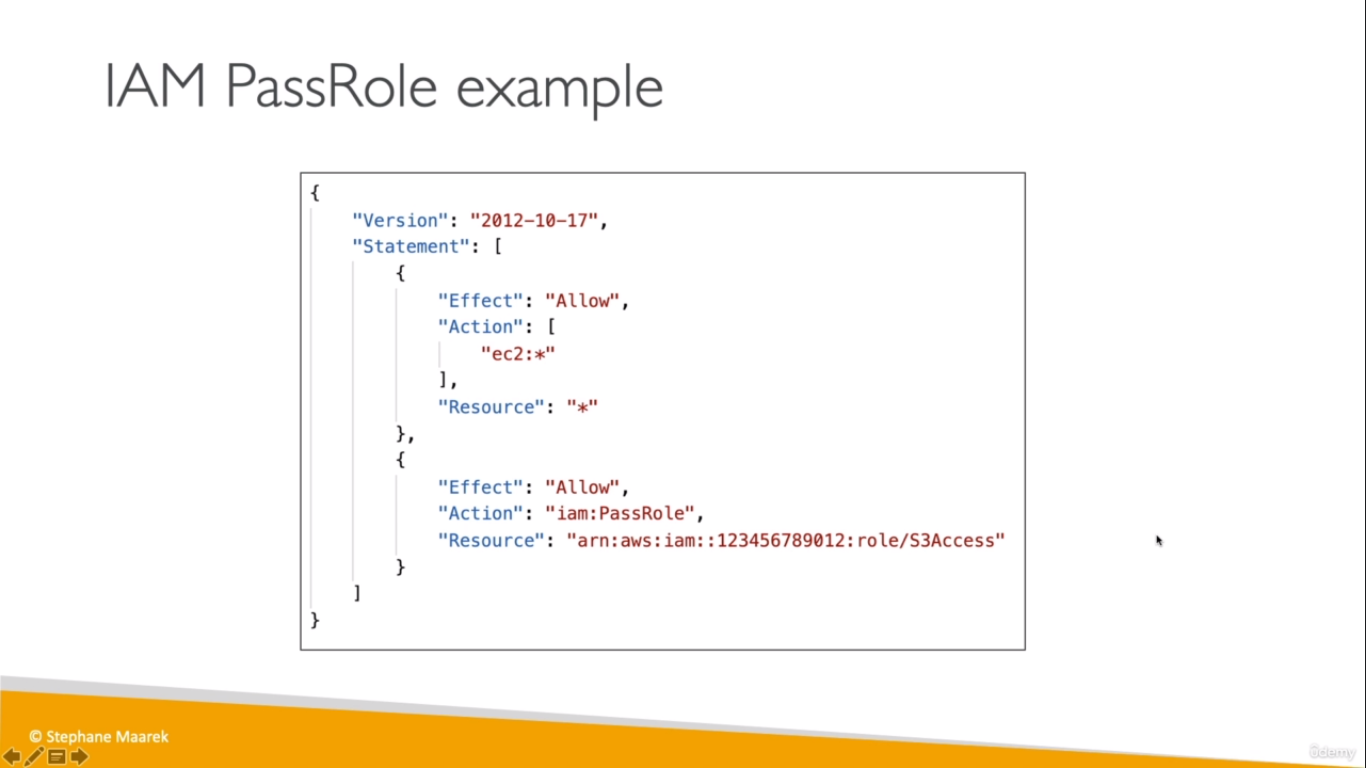 IAM PassRole example
{
"Version": "2012-10-17",
"Statement": [
{
"Effect": "Allow",
"Action": [
"ec2:*"
],
"Resource": "*"
},
{
"Effect": "Allow",
"Action": "iam:PassRole",
"Resource": "arn:aws:iam::123456789012:role/S3Access"
}
]
}
© Stephane Maarek
ûdemy